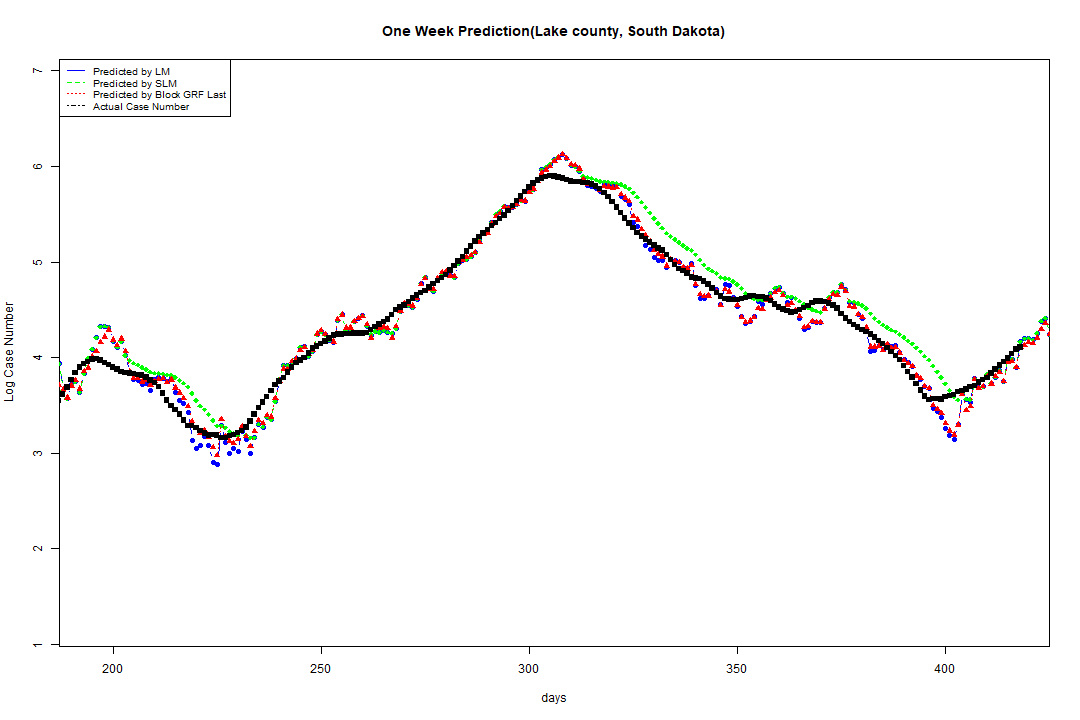 One Week Prediction(Lake county, South Dakota)
Predicted by LM
Predicted by SLM
Predicted by Block GRF Last
Actual Case Number
7
6
5
4
3
2
1
Log Case Number
200 250 300 350 400
days